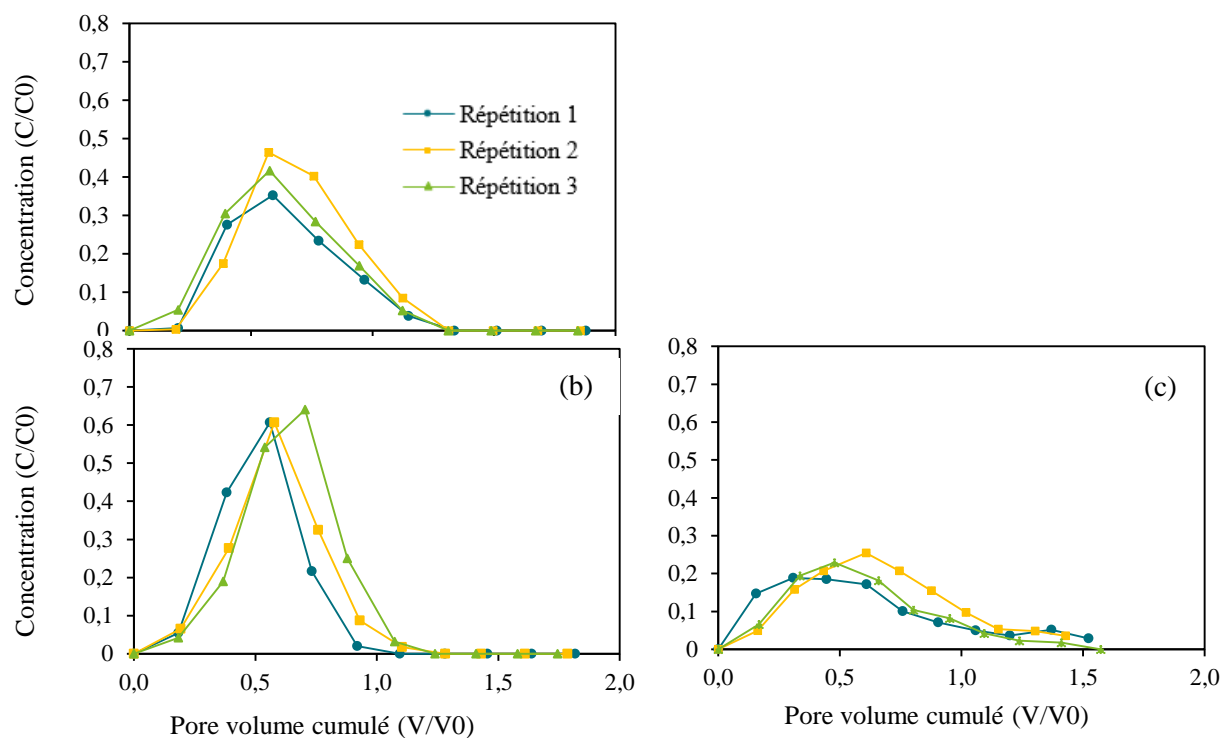 0,8
0,7
0,6
0,5
0,4
0,3
0,2
0,1
0
Concentration (C/C0)
Répétition 1
Répétition 2
Répétition 3
0,8
0,7
0,6
0,5
0,4
0,3
0,2
0,1
0
Concentration (C/C0)
(b)
0,0 0,5 1,0 1,5 2,0
Pore volume cumulé (V/V0)
0,8
0,7
0,6
0,5
0,4
0,3
0,2
0,1
0
(c)
0,0 0,5 1,0 1,5 2,0
Pore volume cumulé (V/V0)